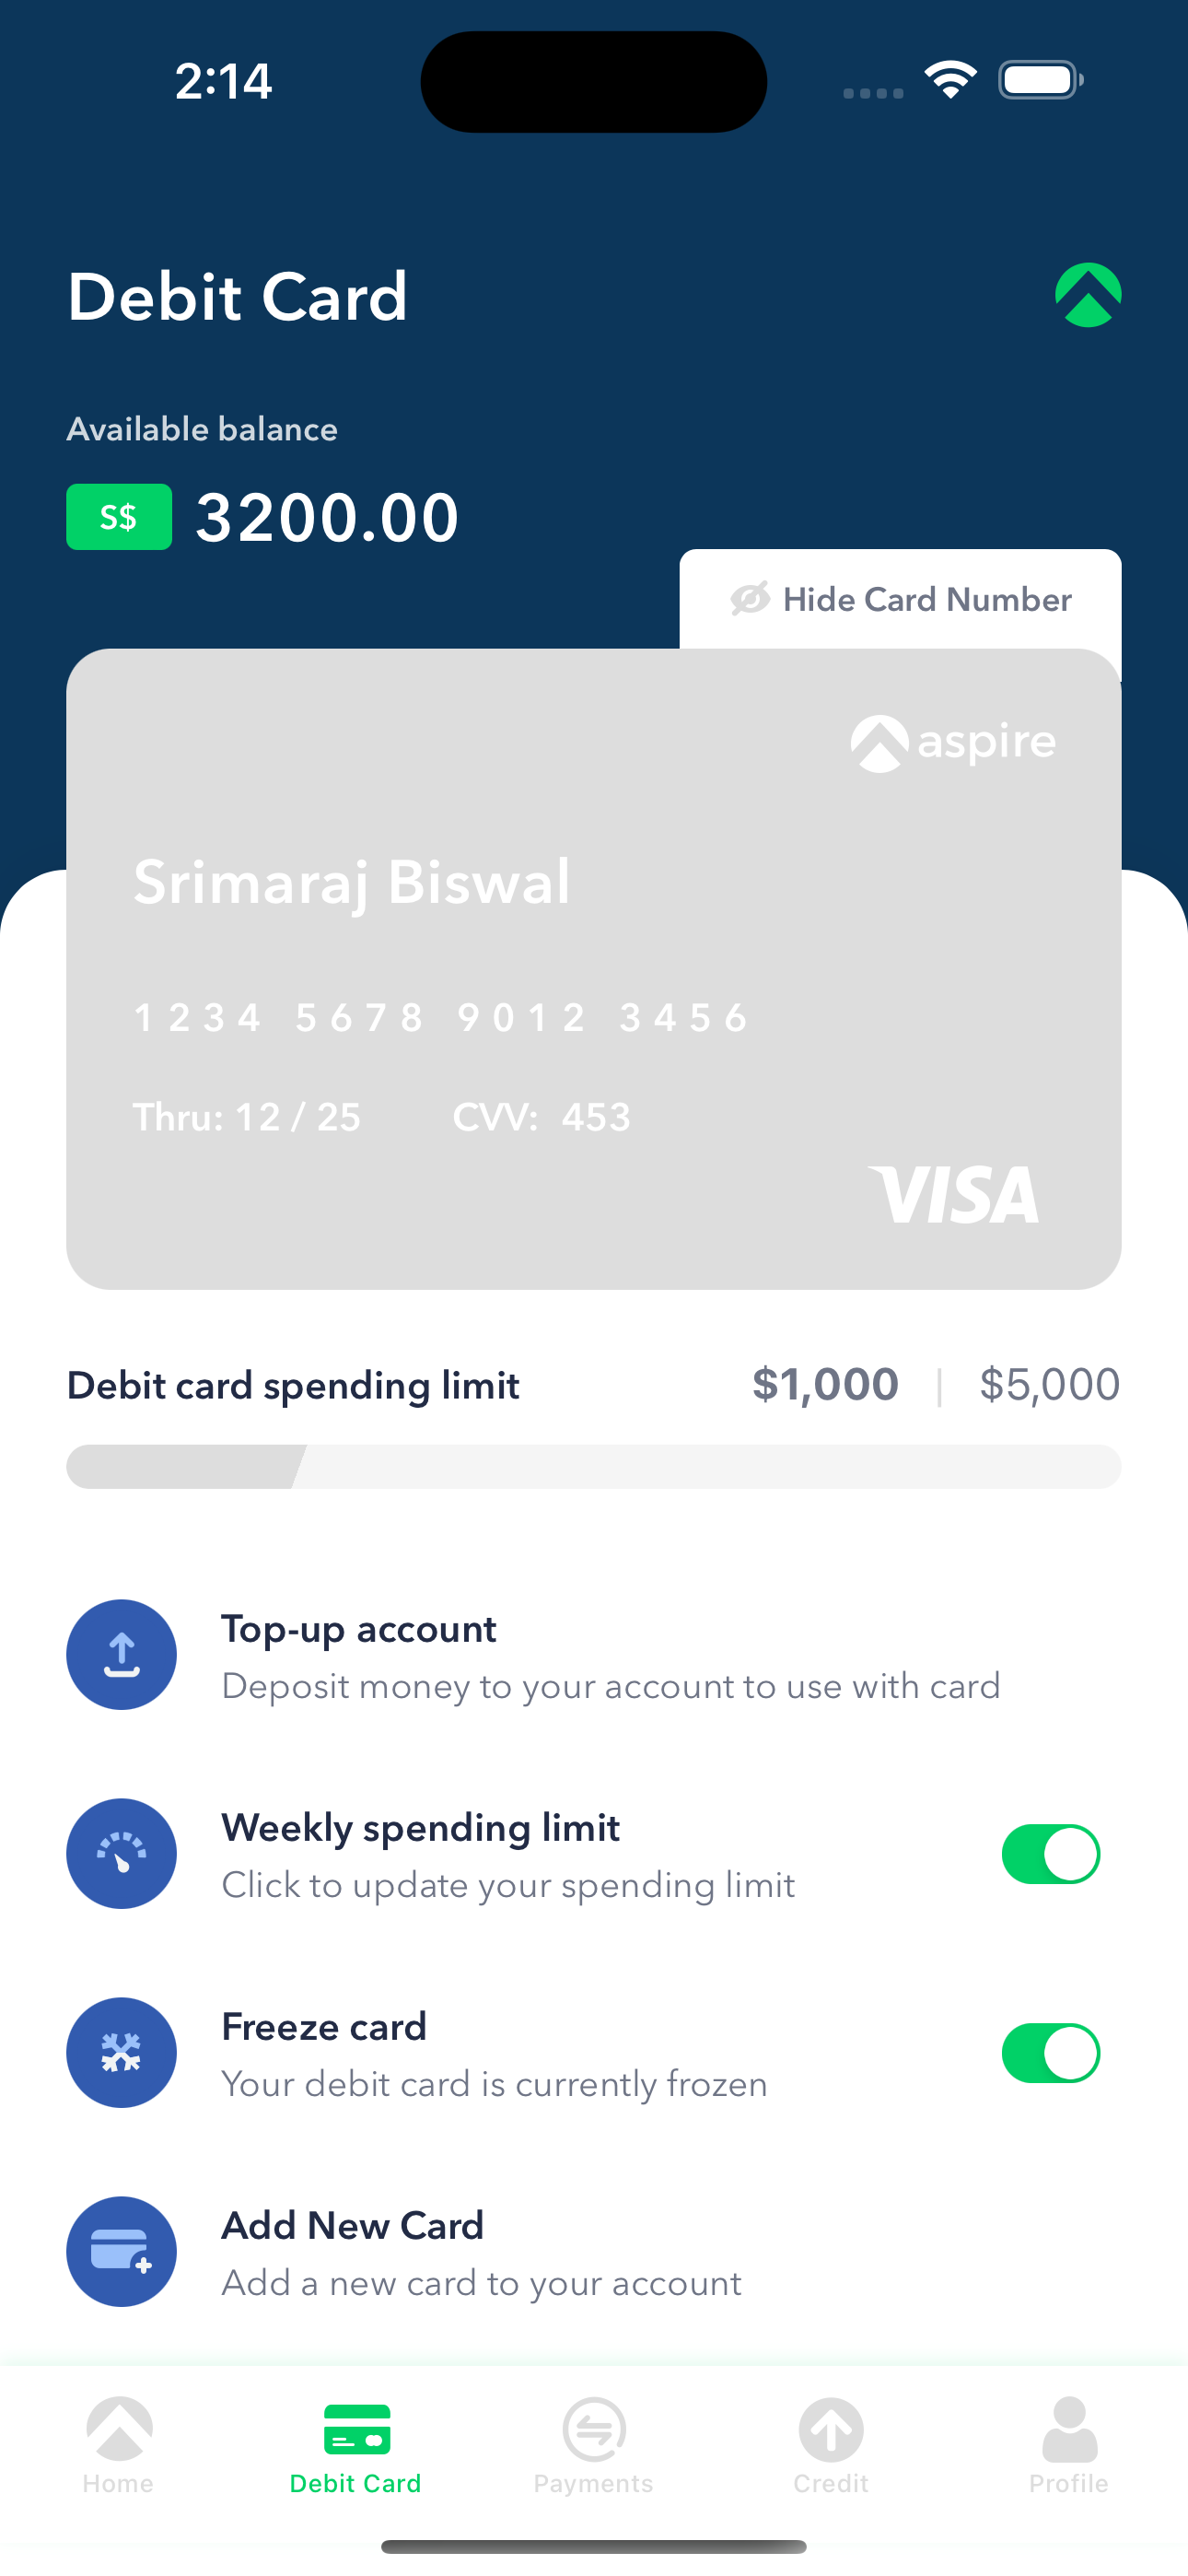 2:14
Debit Card
Available balance
S$ 3200.00
Hide Card Number
aspire
Srimaraj Biswal
1234 5678 9012 3456
Thru: 12 / 25 CVV: 453
VISA
Debit card spending limit $1,000 | $5,000
Top-up account
Deposit money to your account to use with card
Weekly spending limit
Click to update your spending limit
Freeze card
Your debit card is currently frozen
Add New Card
Add a new card to your account
Home Debit Card Payments Credit Profile